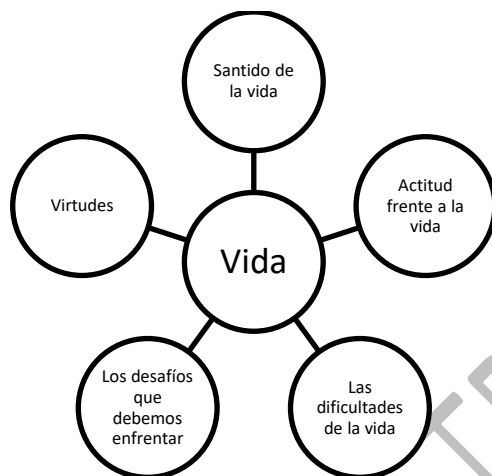 Santido de
la vida
Virtudes
Actitud
frente a la
vida
Vida
Los desafíos
que
debemos
enfrentar
Las
dificultades
de la vida